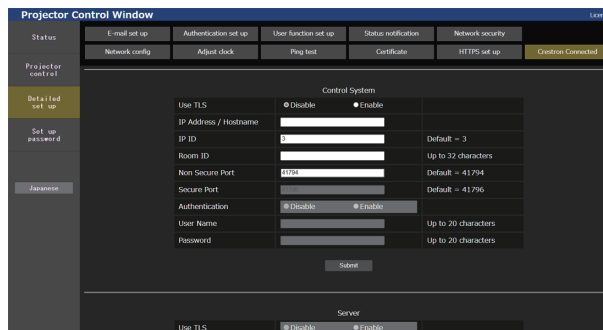 Projector Control Window
Licen
Status
E-mail set up
Authentication set up
User function set up
Status notification
Network security
Network config
Adjust clock
Ping test
Certificate
HTTPS set up
Crestron Connected
Projector
control
Detailed
set up
Set up
password
Japanese
Control System
Use TLS Disable Enable
IP Address / Hostname
IP ID 3 Default = 3
Room ID Up to 32 characters
Non Secure Port 41794 Default = 41794
Secure Port Default = 41796
Authentication Disable Enable
User Name Up to 20 characters
Password Up to 20 characters
Submit
Server
Use TLS Disable Enable